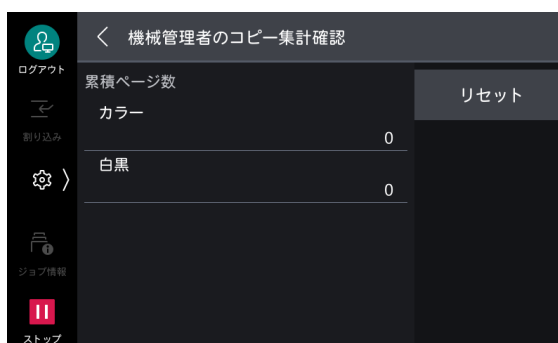 機械管理者のコピー集計確認
ログアウト
累積ページ数
リセット
カラー
割り込み
0
白黒
0
ジョブ情報
ストップ